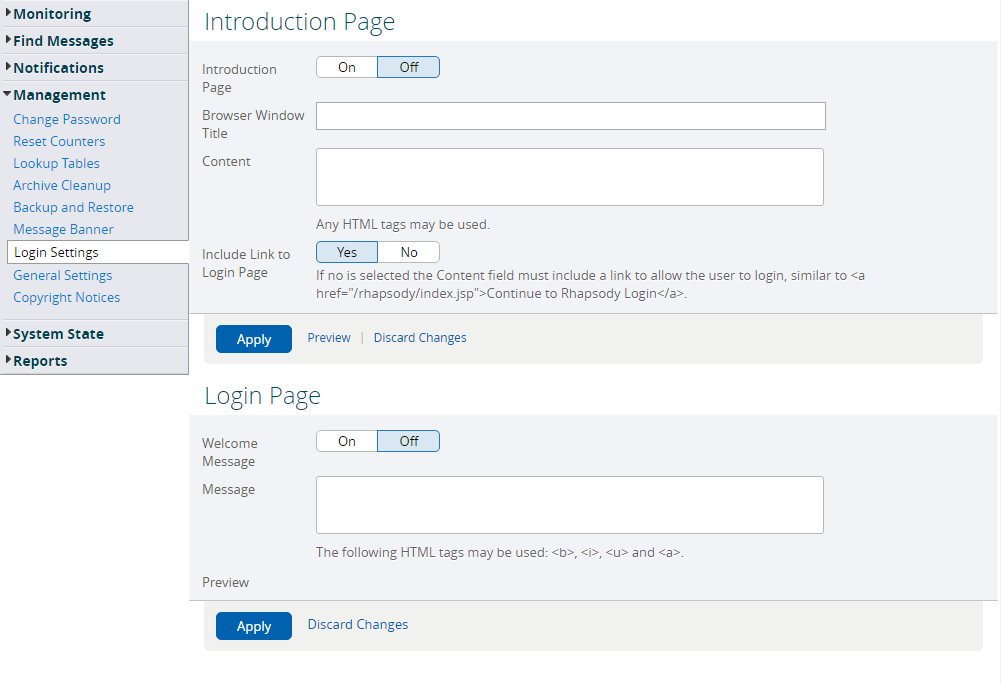 Monitoring
Find Messages
Notifications
Management
Change Password
Reset Counters
Lookup Tables
Archive Cleanup
Backup and Restore
Message Banner
Login Settings
General Settings
Copyright Notices
System State
Reports
Introduction Page
Introduction
Page
On Off
Browser Window
Title
Content
Any HTML tags may be used.
Include Link to
Login Page
Yes No
If no is selected the Content field must include a link to allow the user to login, similar to <a
href="/rhapsody/index.jsp">Continue to Rhapsody Login</a>.
Apply Preview | Discard Changes
Login Page
Welcome
Message
On Off
Message
The following HTML tags may be used: <b>, <i>, <u> and <a>.
Preview
Apply Discard Changes